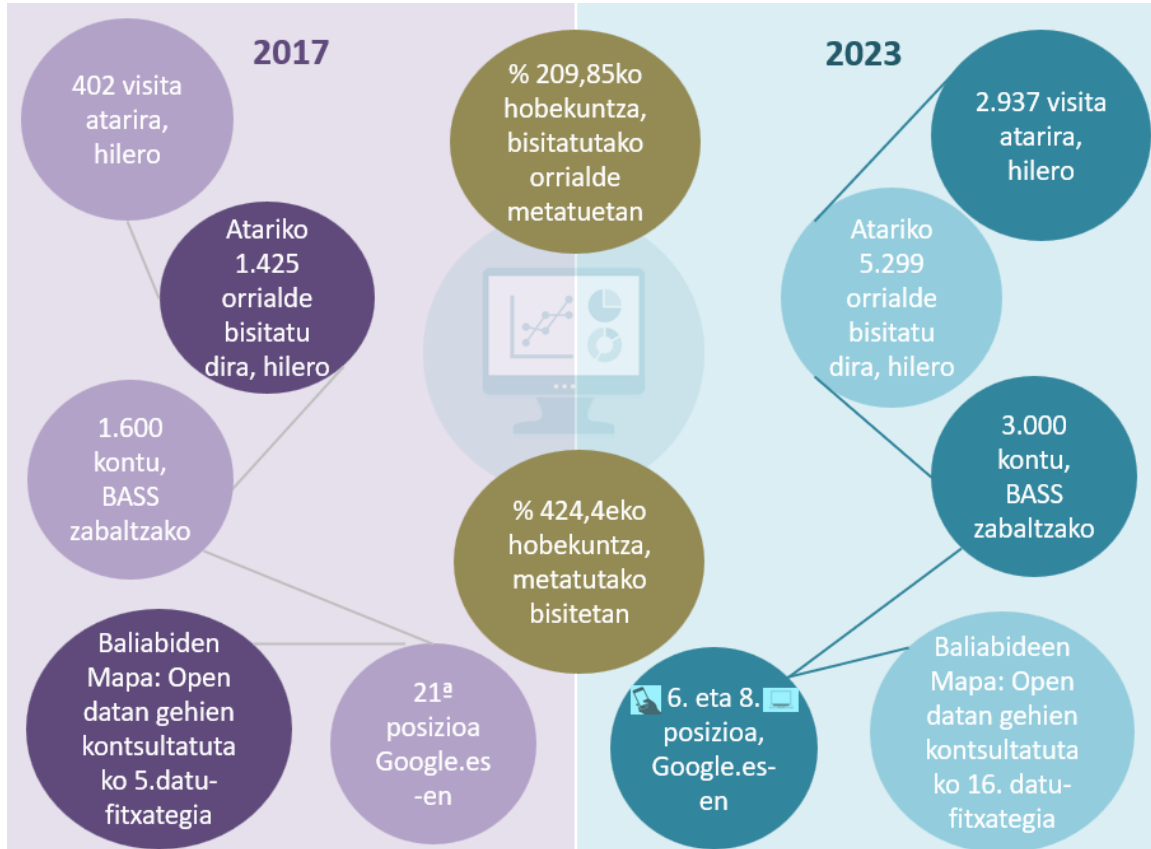 2017
402 visita
atarira,
hilero
Atariko
1.425
orrialde
bisitatu
dira, hilero
1.600
kontu,
BASS
zabaltzako
Baliabiden
Mapa: Open
datan gehien
kontsultatuta
ko 5.datu-
fitxategia
21ª
posizioa
Google.es
-en
% 209,85ko
hobekuntza,
bisitatutako
orrialde
metatuetan
% 424,4eko
hobekuntza,
metatutako
bisitetan
2023
2.937 visita
atarira,
hilero
Atariko
5.299
orrialde
bisitatu
dira, hilero
3.000
kontu,
BASS
zabaltzako
6. eta 8.
posizioa,
Google.es-
en
Baliabideen
Mapa: Open
datan gehien
kontsultatuta
ko 16. datu-
fitxategia